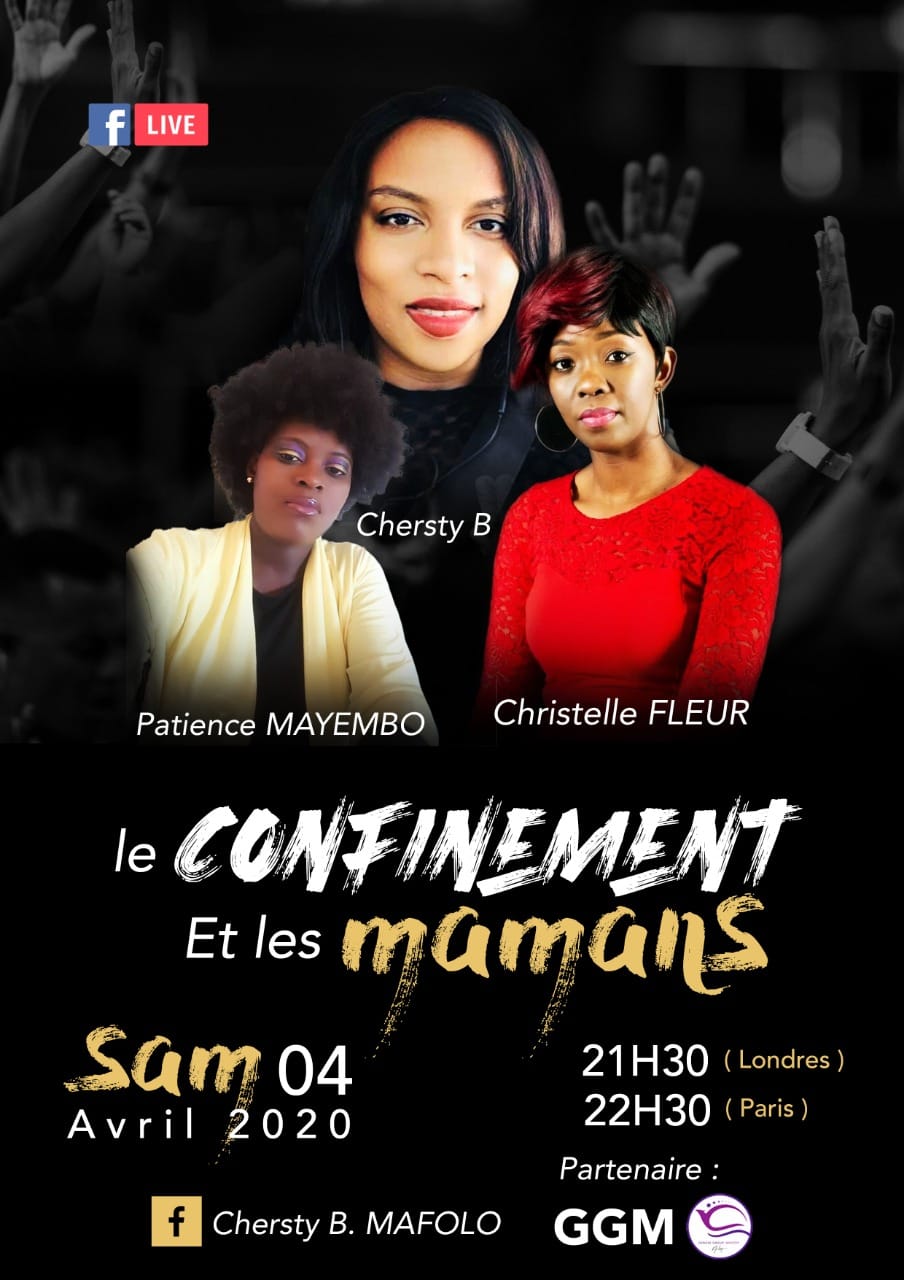 f LIVE
Chersty B
Patience MAYEMBO
Christelle FLEUR
le CONFINEMENT
Et les mamans
Sam 04
Avril 2020
21H30 ( Londres )
22H30 ( Paris )
Partenaire :
f Chersty B. MAFOLO
GGM